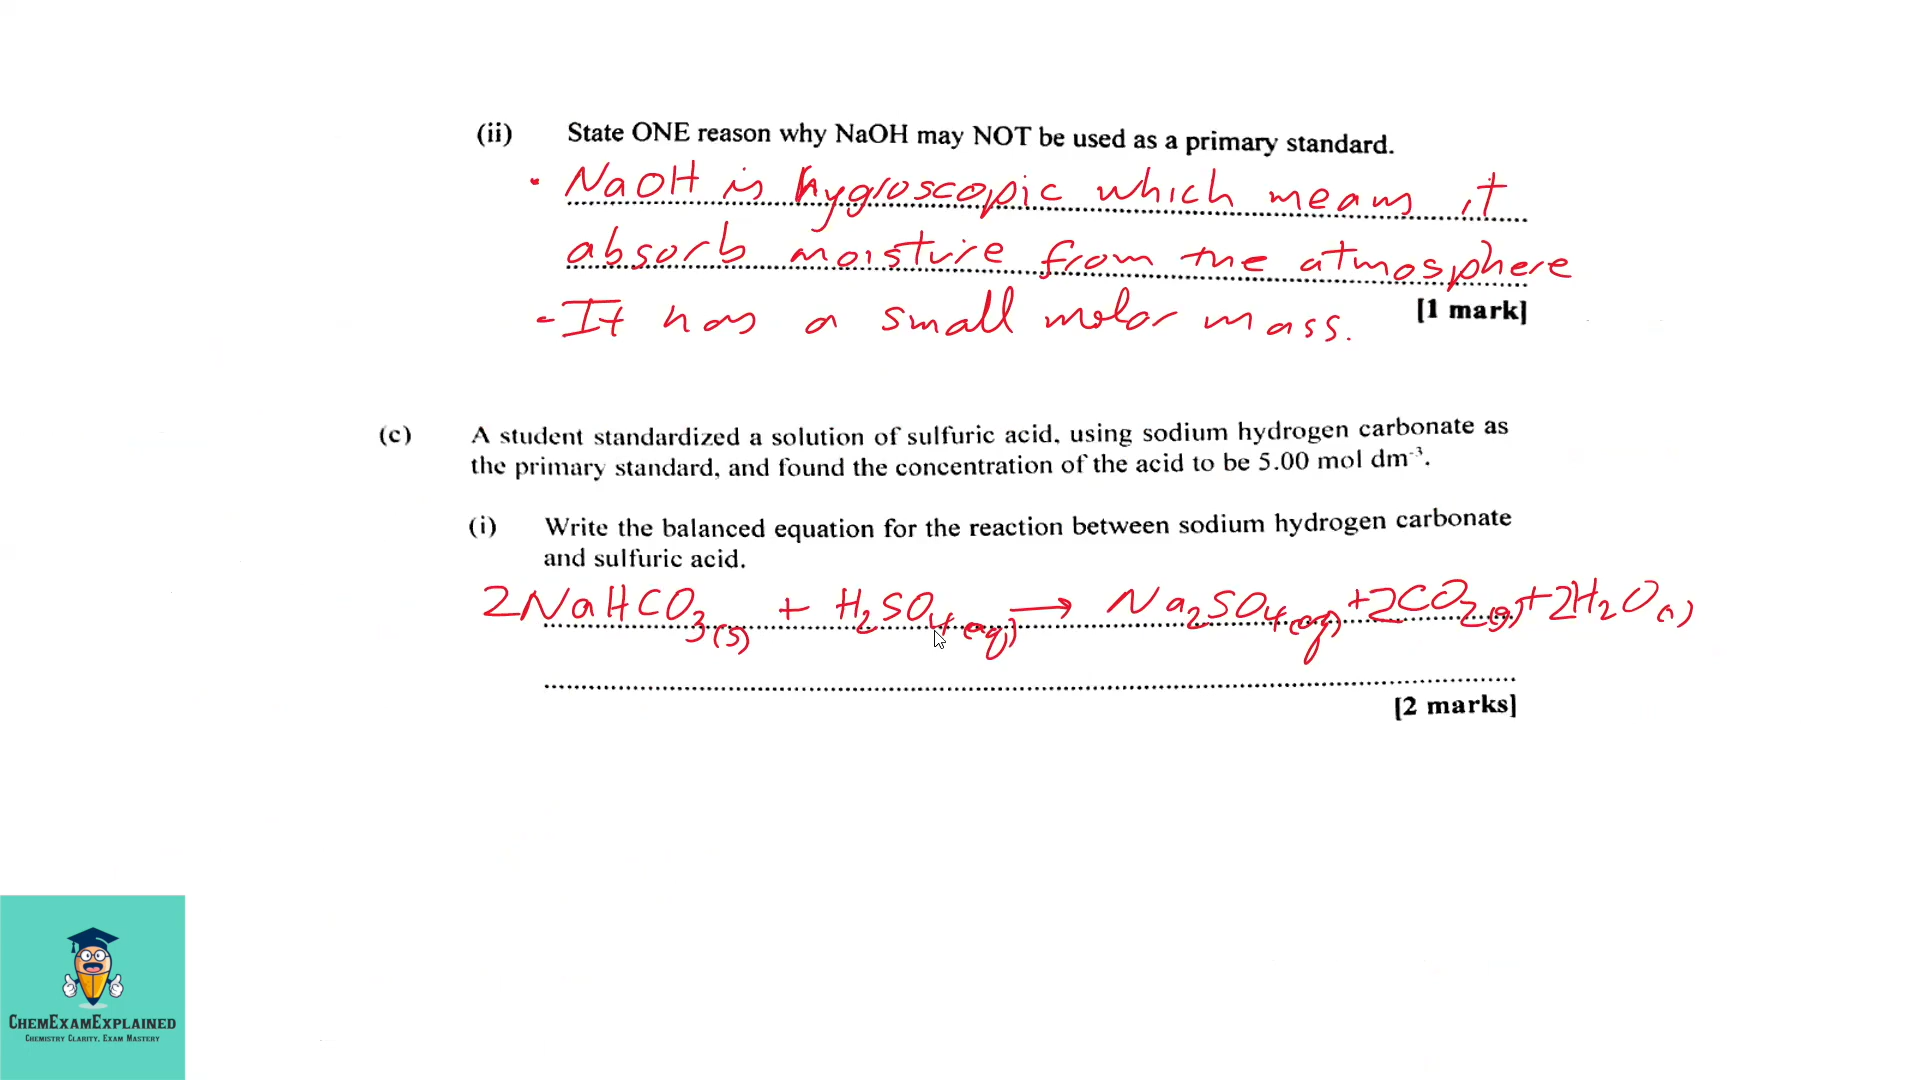 (ii) State ONE reason why NaOH may NOT be used as a primary standard.
• NaOH is hygroscopic which means it
absorb moisture from the atmosphere
[1 mark]
- It has a small molar mass.
(c) A student standardized a solution of sulfuric acid, using sodium hydrogen carbonate as
the primary standard, and found the concentration of the acid to be 5.00 mol dm⁻³.
(i) Write the balanced equation for the reaction between sodium hydrogen carbonate
and sulfuric acid.
2NaHCO₃(s) + H₂SO₄(aq) → Na₂SO₄(aq) + 2CO₂(g) + 2H₂O(l)
[2 marks]
CHEMEXAMEXPLAINED
CHEMISTRY CLARITY, EXAM MASTERY